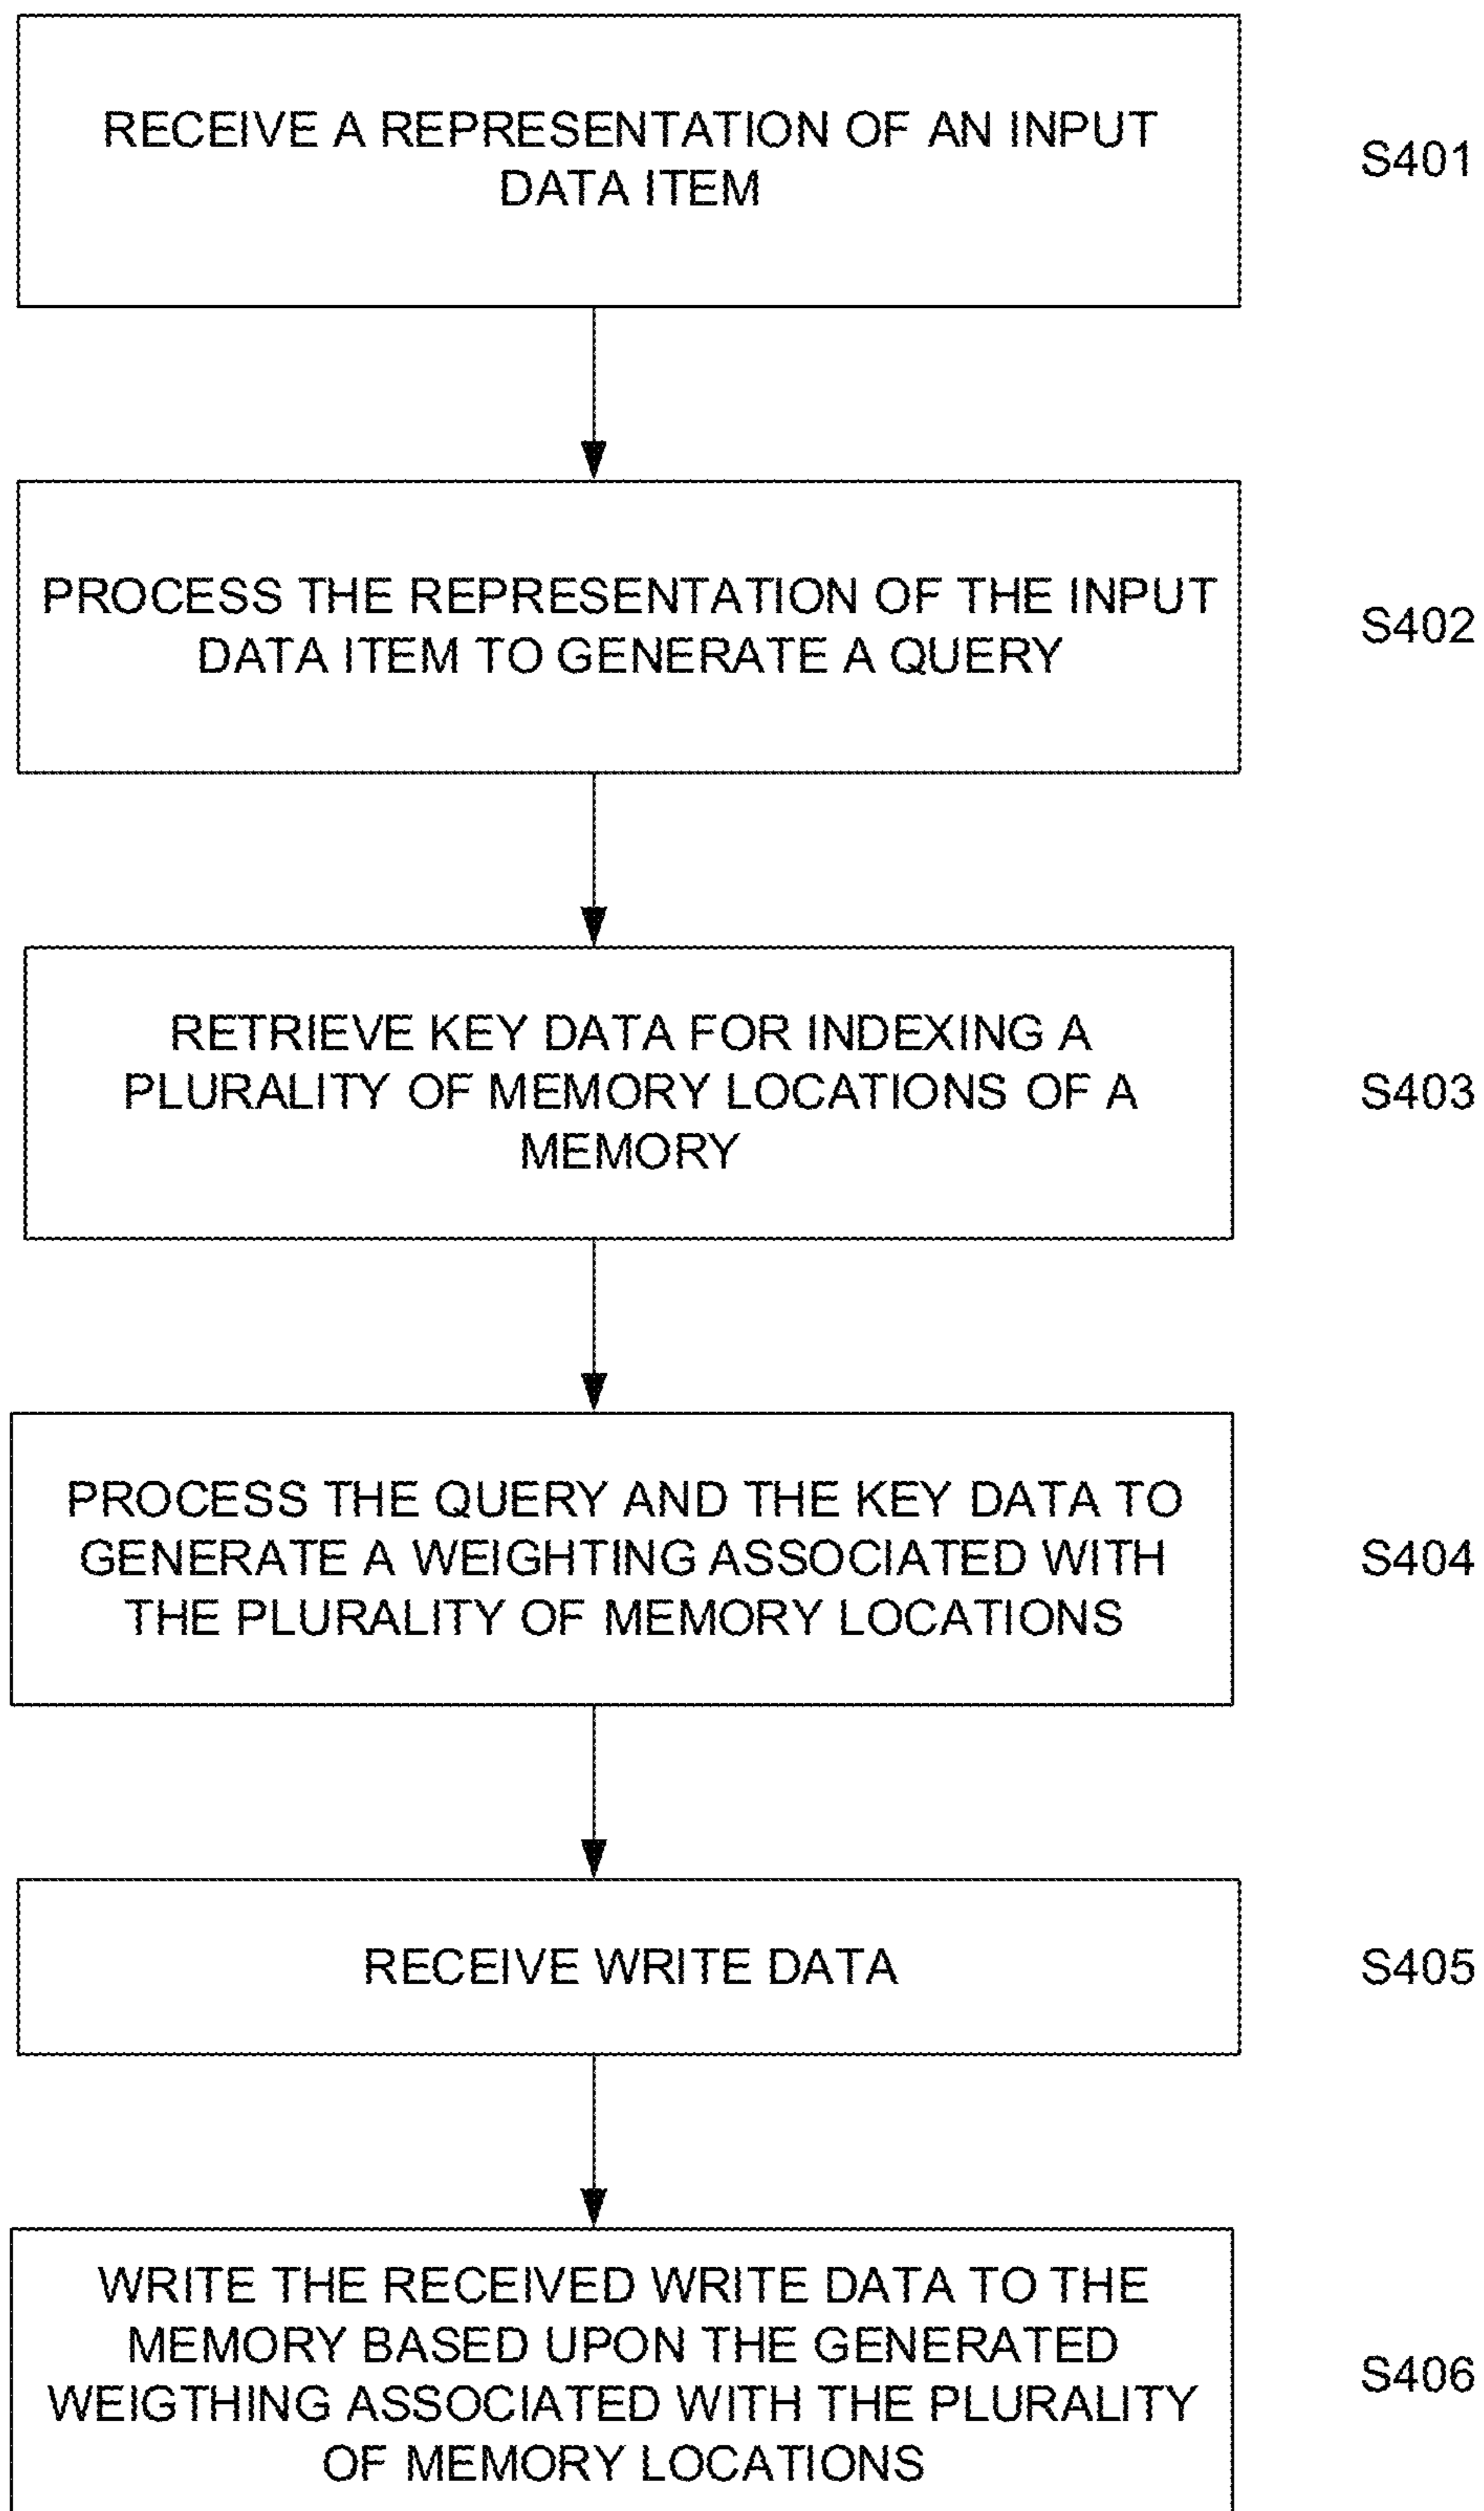 RECEIVE A REPRESENTATION OF AN INPUT
DATA ITEM
S401
PROCESS THE REPRESENTATION OF THE INPUT
DATA ITEM TO GENERATE A QUERY
S402
RETRIEVE KEY DATA FOR INDEXING A
PLURALITY OF MEMORY LOCATIONS OF A
MEMORY
S403
PROCESS THE QUERY AND THE KEY DATA TO
GENERATE A WEIGHTING ASSOCIATED WITH
THE PLURALITY OF MEMORY LOCATIONS
S404
RECEIVE WRITE DATA
S405
WRITE THE RECEIVED WRITE DATA TO THE
MEMORY BASED UPON THE GENERATED
WEIGTHING ASSOCIATED WITH THE PLURALITY
OF MEMORY LOCATIONS
S406